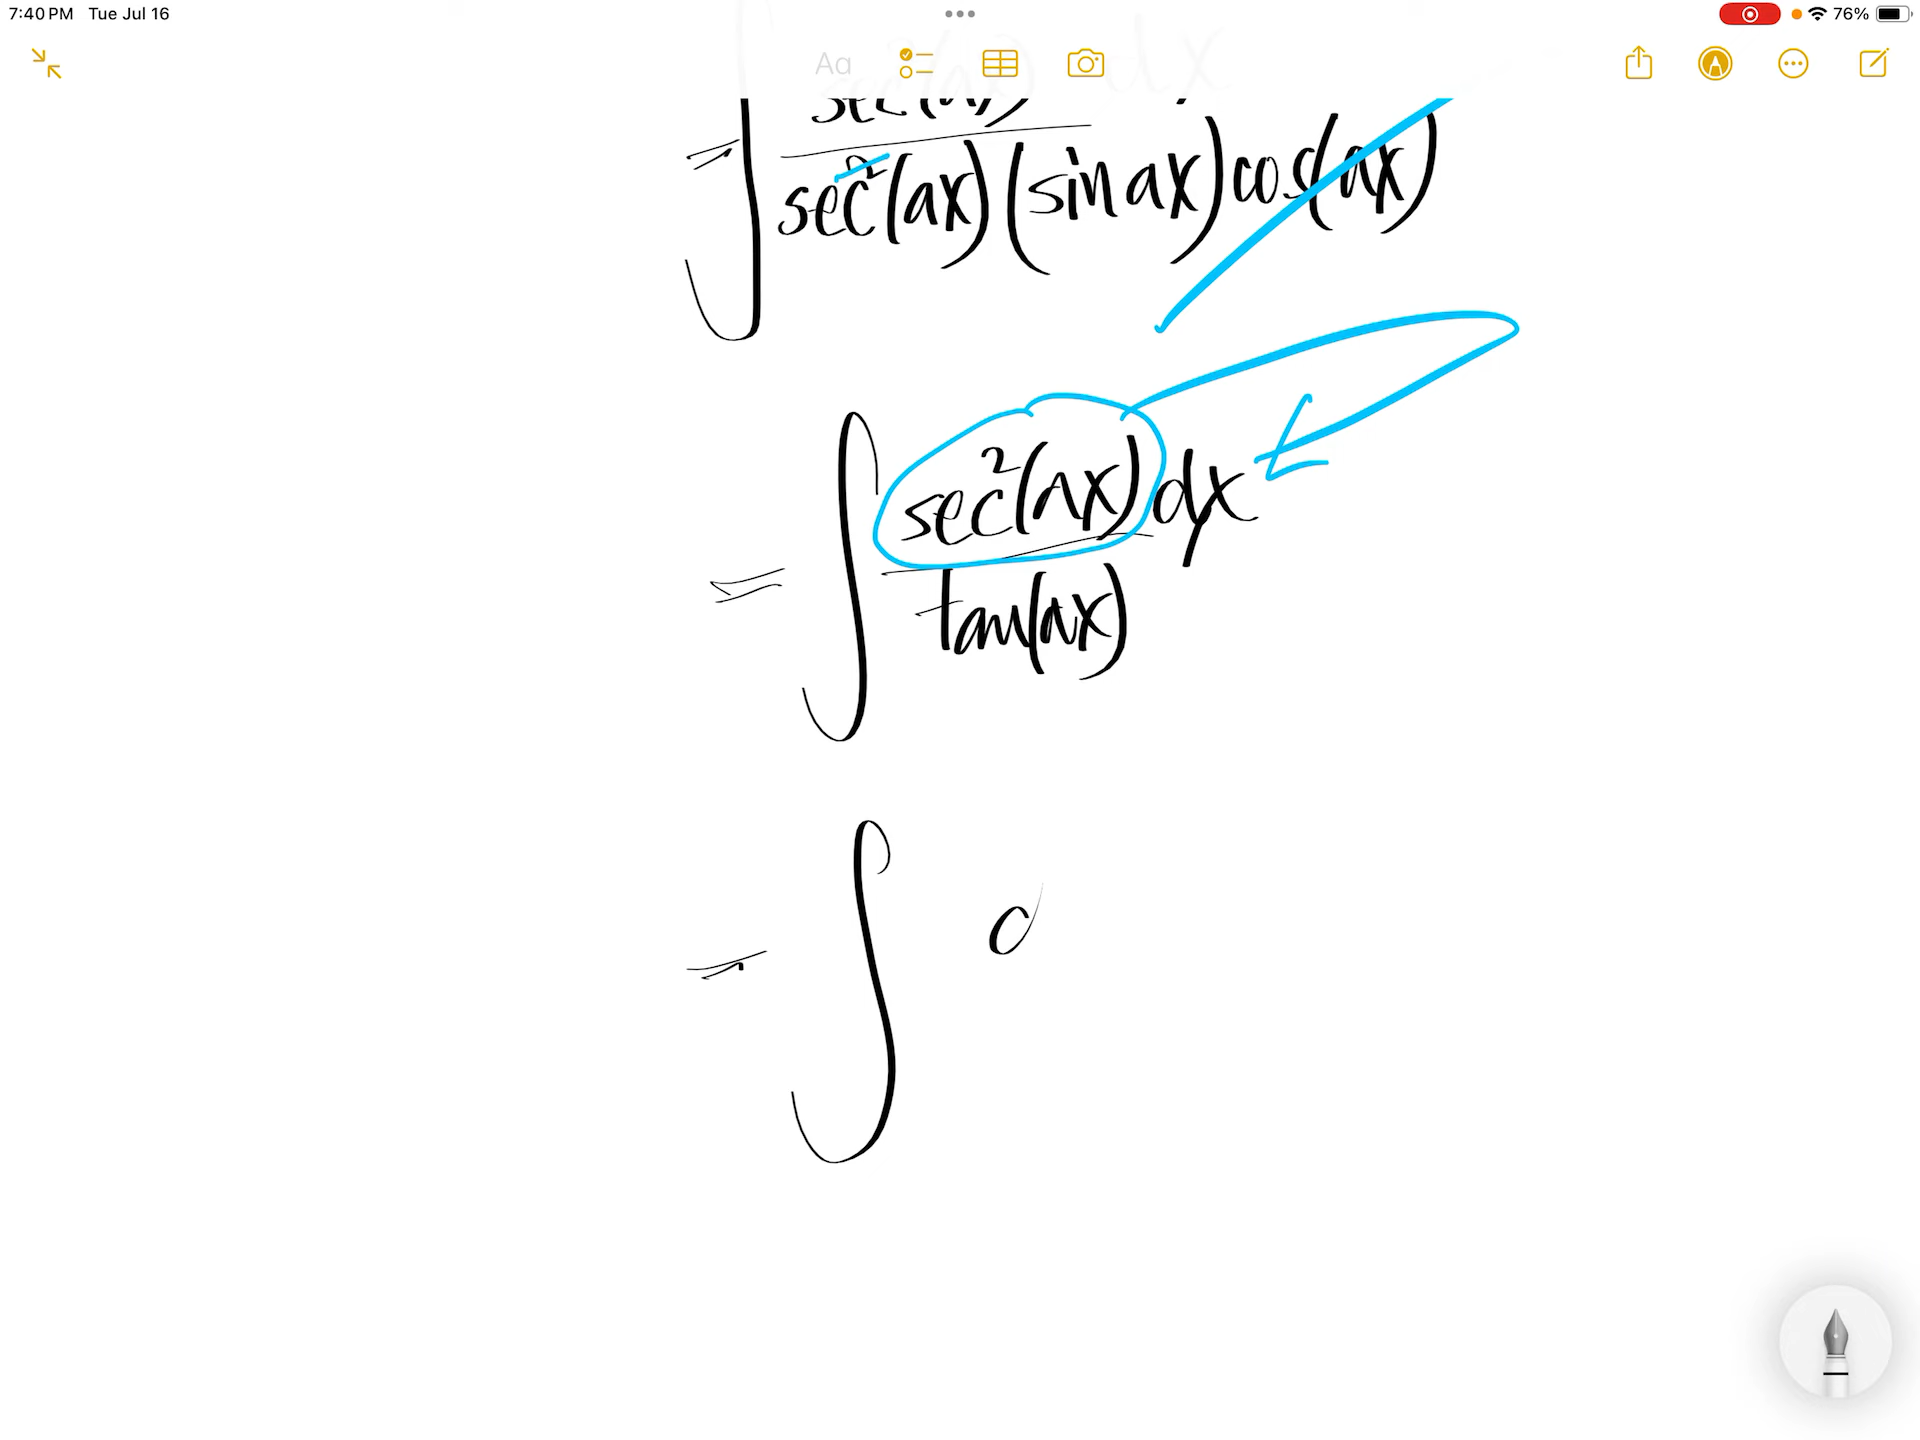 7:40 PM Tue Jul 16
76%
Aa
dx
= ∫ sec²(ax) (sin ax) cos(ax)
= ∫ sec²(ax) dx
tan(ax)
= ∫ d